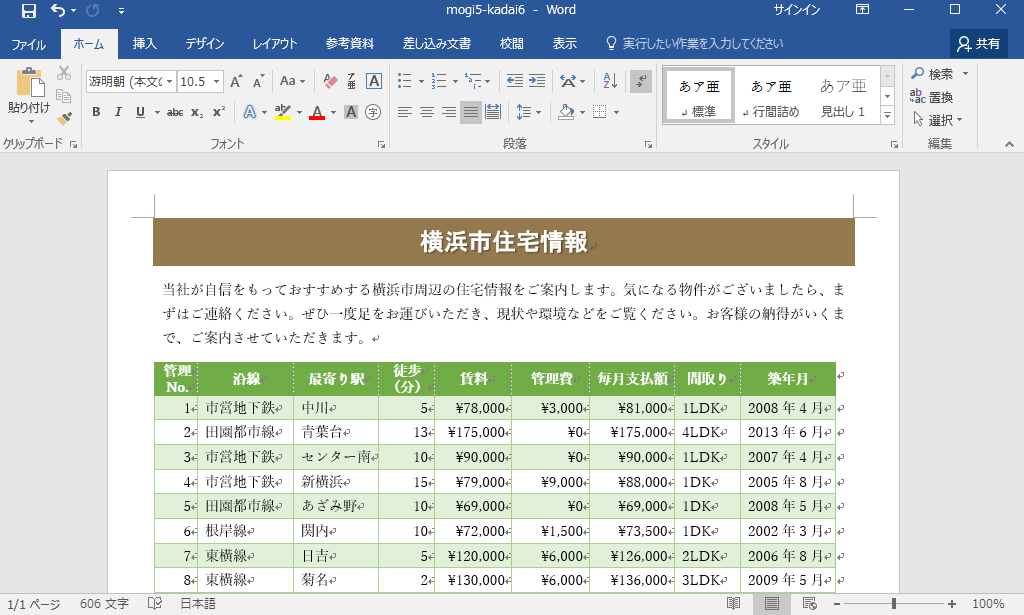 mogi5-kadai6 - Word サインイン
ファイル ホーム 挿入 デザイン レイアウト 参考資料 差し込み文書 校閲 表示 実行したい作業を入力してください 共有
貼り付け 游明朝 (本文の 10.5 Aa A あア亜 あア亜 あア亜 検索
B I U abc x₂ x² A A A 字 標準 行間詰め 見出し 1 置換
選択
クリップボード フォント 段落 スタイル 編集
横浜市住宅情報
当社が自信をもっておすすめする横浜市周辺の住宅情報をご案内します。気になる物件がございましたら、ま
ずはご連絡ください。ぜひ一度足をお運びいただき、現状や環境などをご覧ください。お客様の納得がいくま
で、ご案内させていただきます。
管理No. 沿線 最寄り駅 徒歩（分） 賃料 管理費 毎月支払額 間取り 築年月
1 市営地下鉄 中川 5 ¥78,000 ¥3,000 ¥81,000 1LDK 2008 年 4 月
2 田園都市線 青葉台 13 ¥175,000 ¥0 ¥175,000 4LDK 2013 年 6 月
3 市営地下鉄 センター南 10 ¥90,000 ¥0 ¥90,000 1LDK 2007 年 4 月
4 市営地下鉄 新横浜 15 ¥79,000 ¥9,000 ¥88,000 1DK 2005 年 8 月
5 田園都市線 あざみ野 10 ¥69,000 ¥0 ¥69,000 1DK 2008 年 5 月
6 根岸線 関内 10 ¥72,000 ¥1,500 ¥73,500 1DK 2002 年 3 月
7 東横線 日吉 5 ¥120,000 ¥6,000 ¥126,000 2LDK 2006 年 8 月
8 東横線 菊名 2 ¥130,000 ¥6,000 ¥136,000 3LDK 2009 年 5 月
1/1 ページ 606 文字 日本語 100%